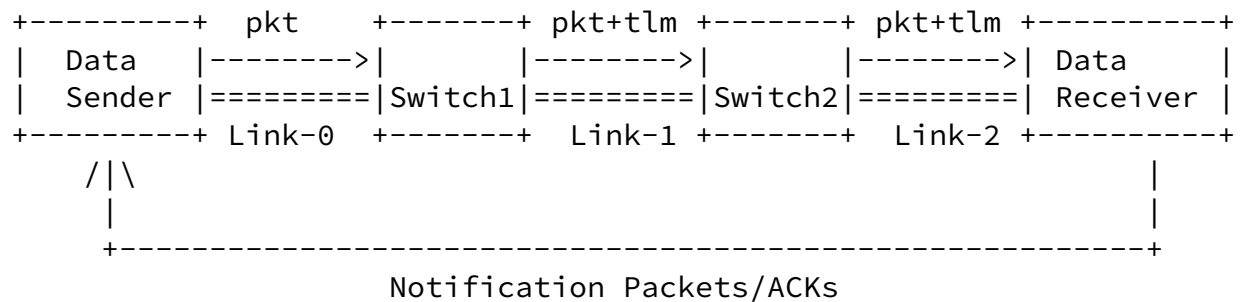 pkt pkt+tlm pkt+tlm
Data Data
Sender Switch1 Switch2 Receiver
Link-0 Link-1 Link-2
Notification Packets/ACKs